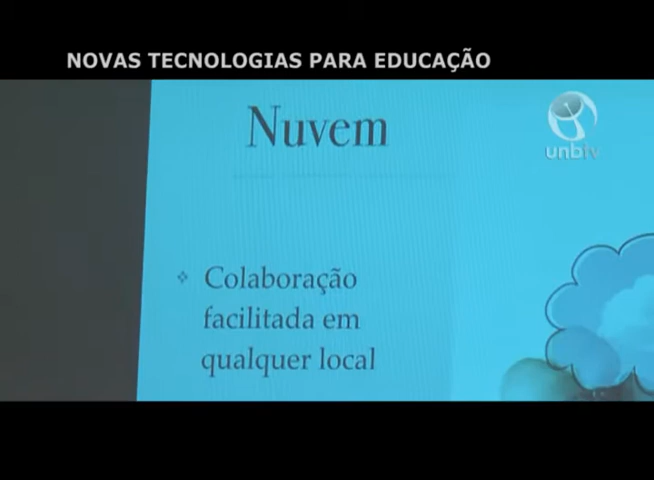 NOVAS TECNOLOGIAS PARA EDUCAÇÃO
Nuvem
unbtv
Colaboração
facilitada em
qualquer local